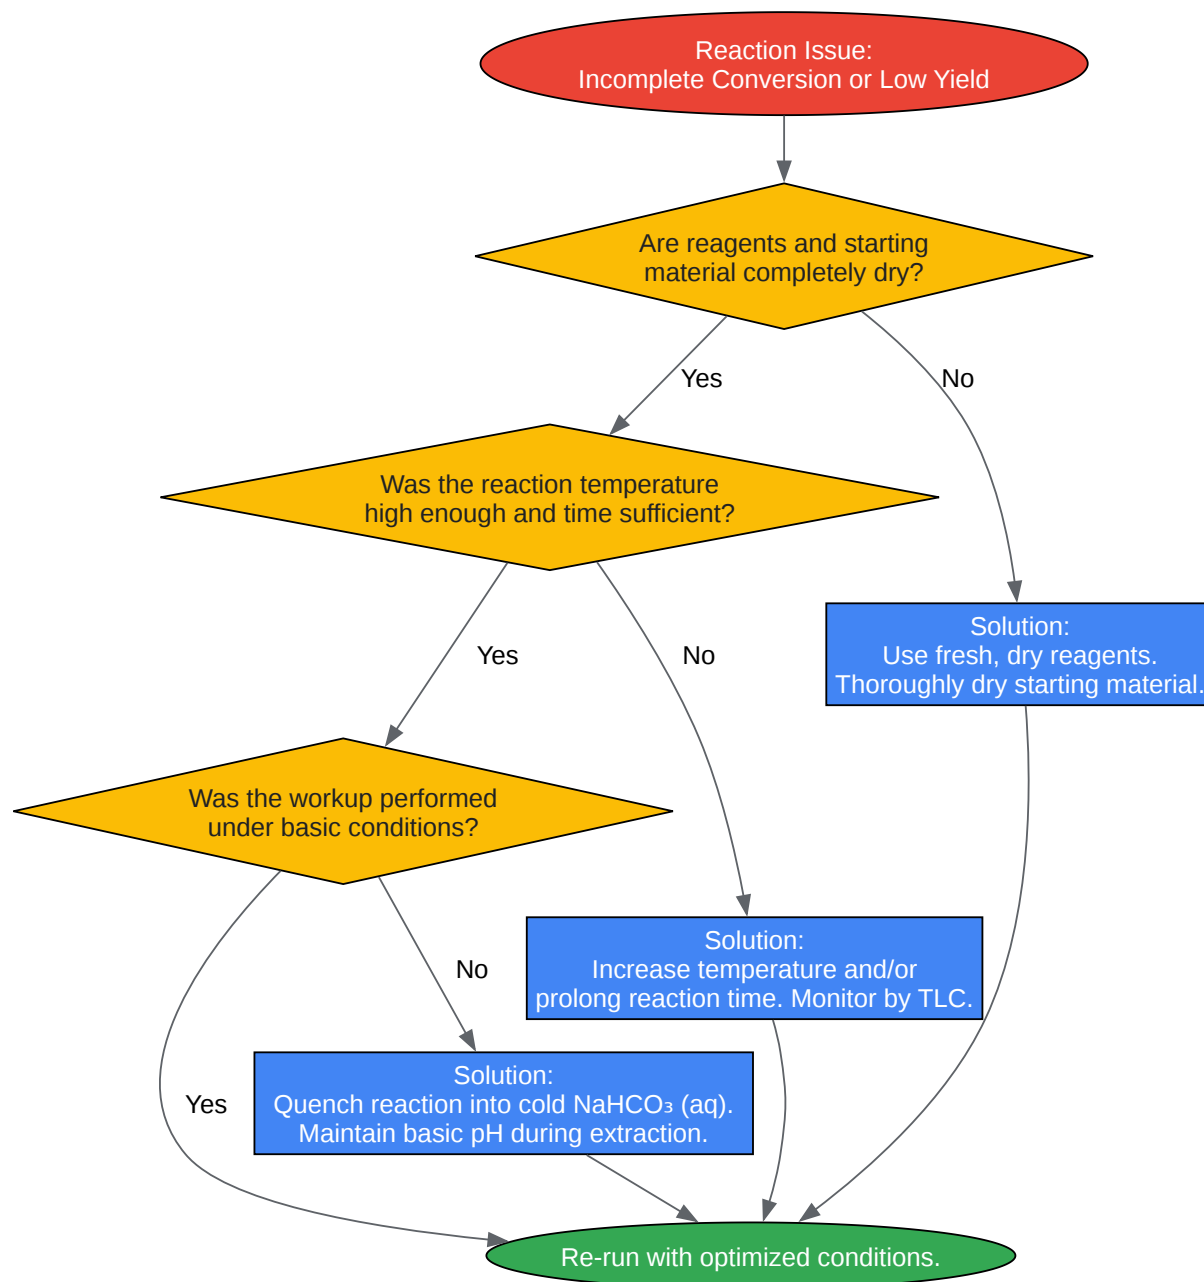 Reaction Issue:
Incomplete Conversion or Low Yield
Are reagents and starting
material completely dry?
Yes
No
Was the reaction temperature
high enough and time sufficient?
Solution:
Use fresh, dry reagents.
Thoroughly dry starting material.
Yes
No
Was the workup performed
under basic conditions?
Solution:
Increase temperature and/or
prolong reaction time. Monitor by TLC.
No
Yes
Solution:
Quench reaction into cold NaHCO₃ (aq).
Maintain basic pH during extraction.
Re-run with optimized conditions.